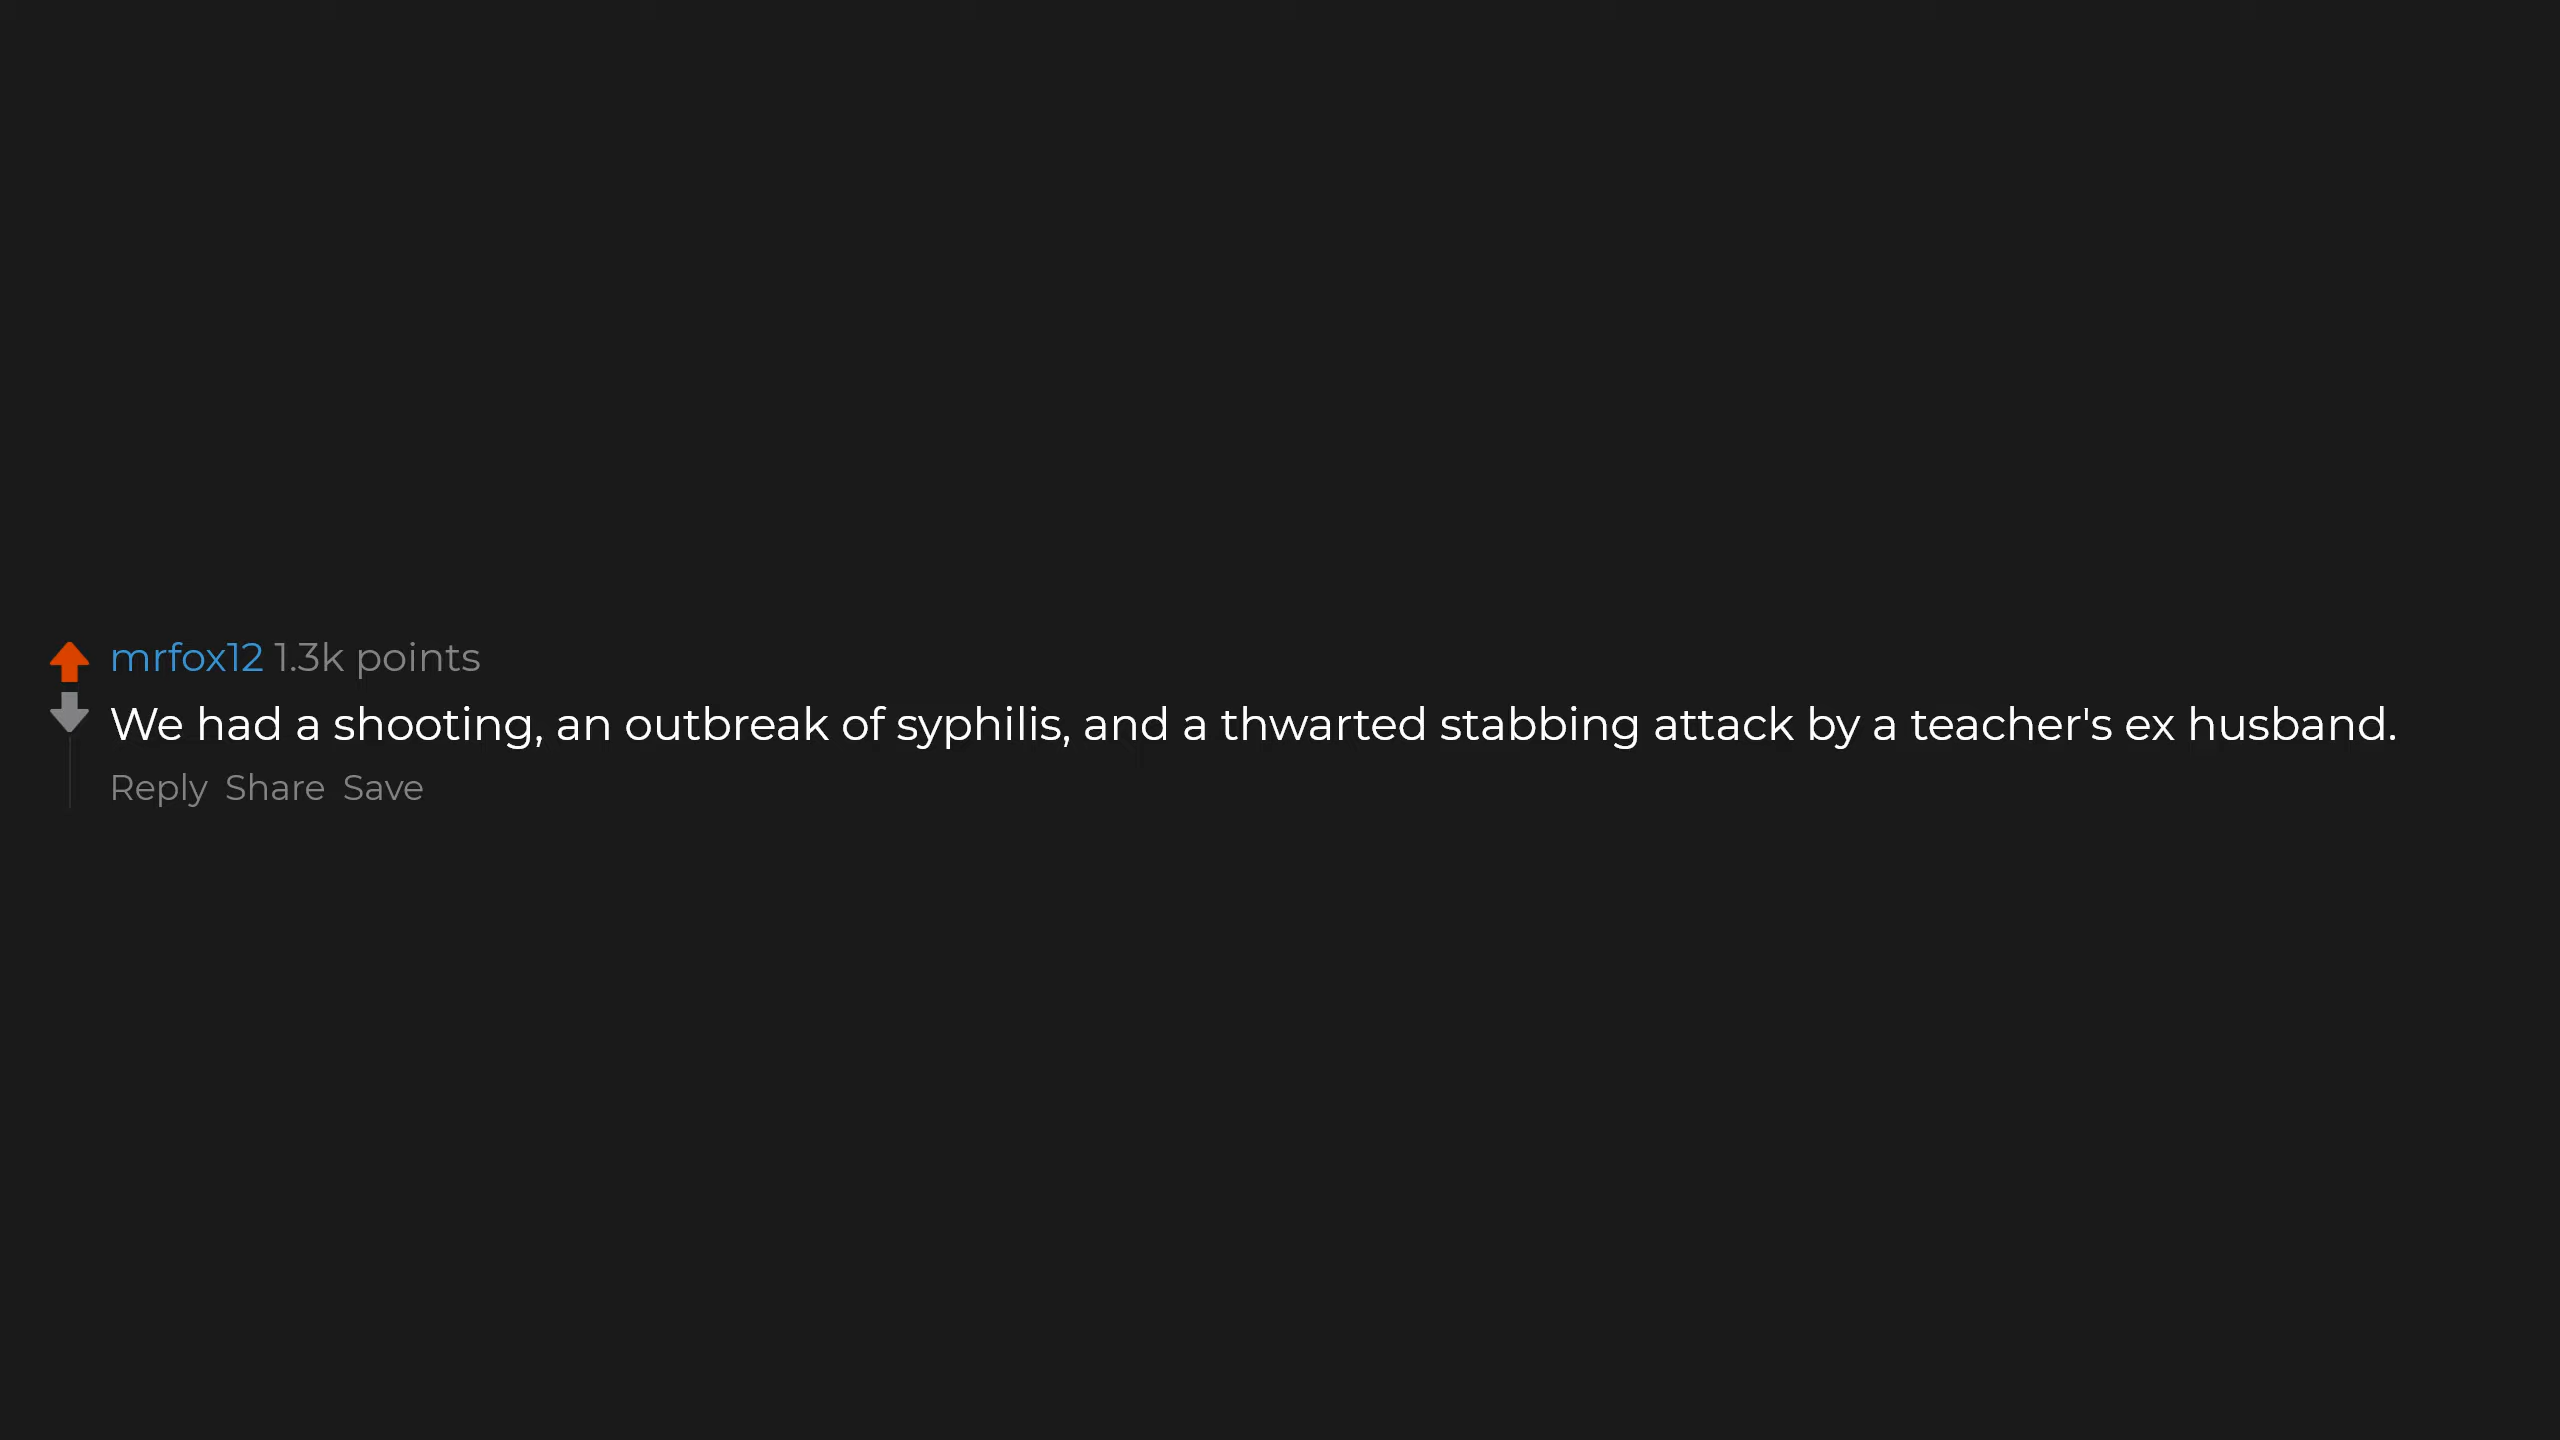 mrfox12 1.3k points
We had a shooting, an outbreak of syphilis, and a thwarted stabbing attack by a teacher's ex husband.
Reply Share Save